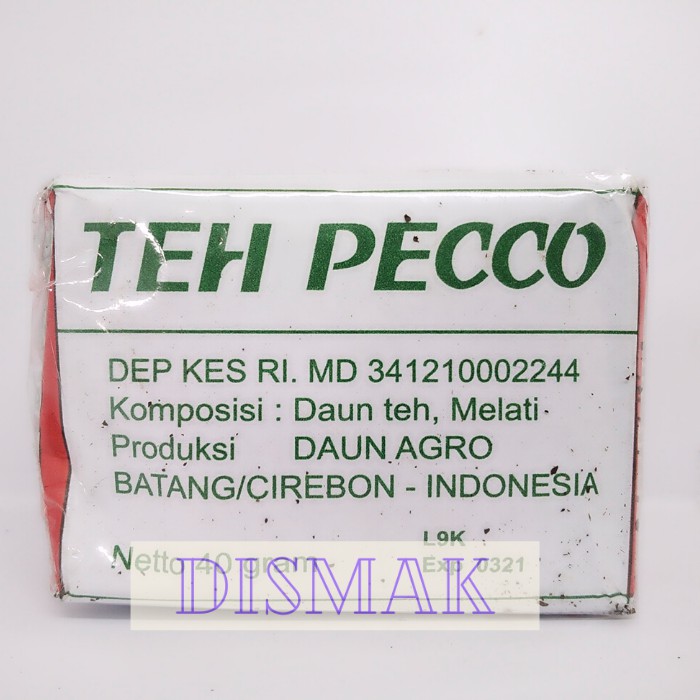 TEH PECCO
DEP KES RI. MD 341210002244
Komposisi : Daun teh, Melati
Produksi DAUN AGRO
BATANG/CIREBON - INDONESIA
L9K
Netto 40 gram Exp 0321
DISMAK